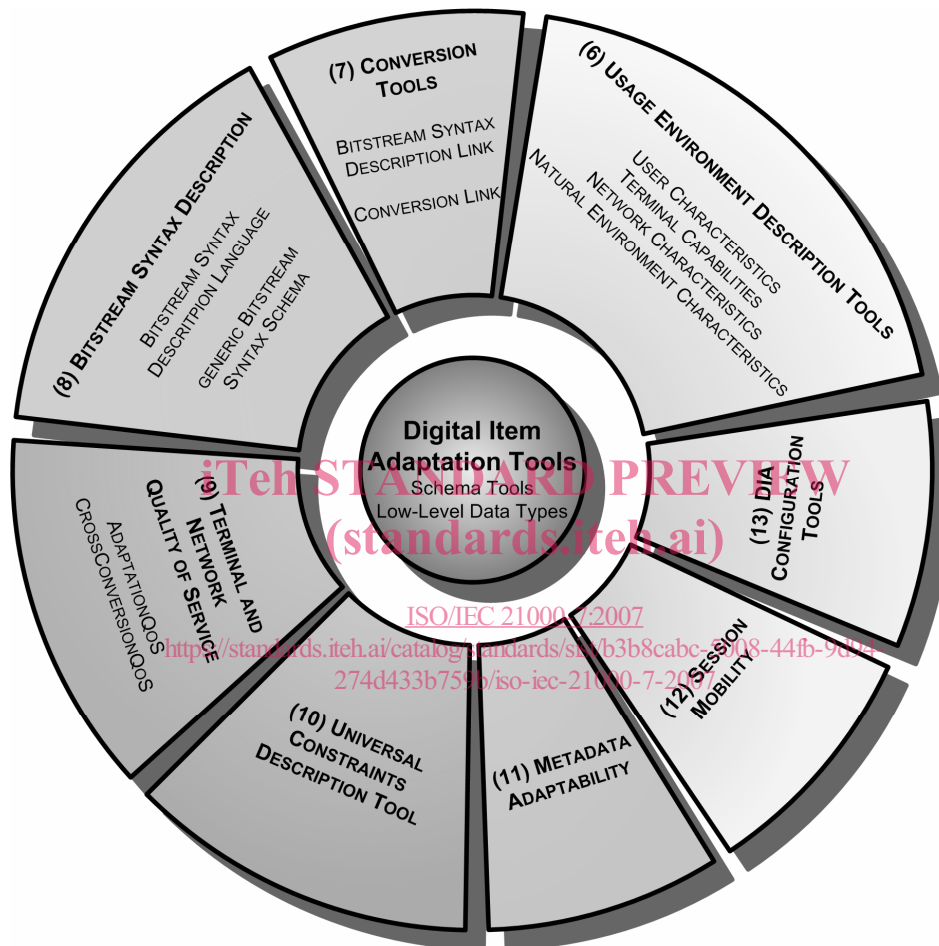 (7) CONVERSION
TOOLS
BITSTREAM SYNTAX
DESCRIPTION LINK
CONVERSION LINK
(6) USAGE ENVIRONMENT DESCRIPTION TOOLS
USER CHARACTERISTICS
TERMINAL CAPABILITIES
NETWORK CHARACTERISTICS
NATURAL ENVIRONMENT CHARACTERISTICS
(8) BITSTREAM SYNTAX DESCRIPTION
BITSTREAM SYNTAX
DESCRITPION LANGUAGE
GENERIC BITSTREAM
SYNTAX SCHEMA
Digital Item
Adaptation Tools
Schema Tools
Low-Level Data Types
iTeh STANDARD PREVIEW
(standards.iteh.ai)
ISO/IEC 21000-7:2007
https://standards.iteh.ai/catalog/standards/sist/b3b8cabc-5008-44fb-9d94-
274d433b759b/iso-iec-21000-7-2007
(13) DIA
CONFIGURATION
TOOLS
(9) TERMINAL AND
NETWORK
QUALITY OF SERVICE
ADAPTATIONQOS
CROSSCONVERSIONQOS
(12) SESSION
MOBILITY
(10) UNIVERSAL
CONSTRAINTS
DESCRIPTION TOOL
(11) METADATA
ADAPTABILITY